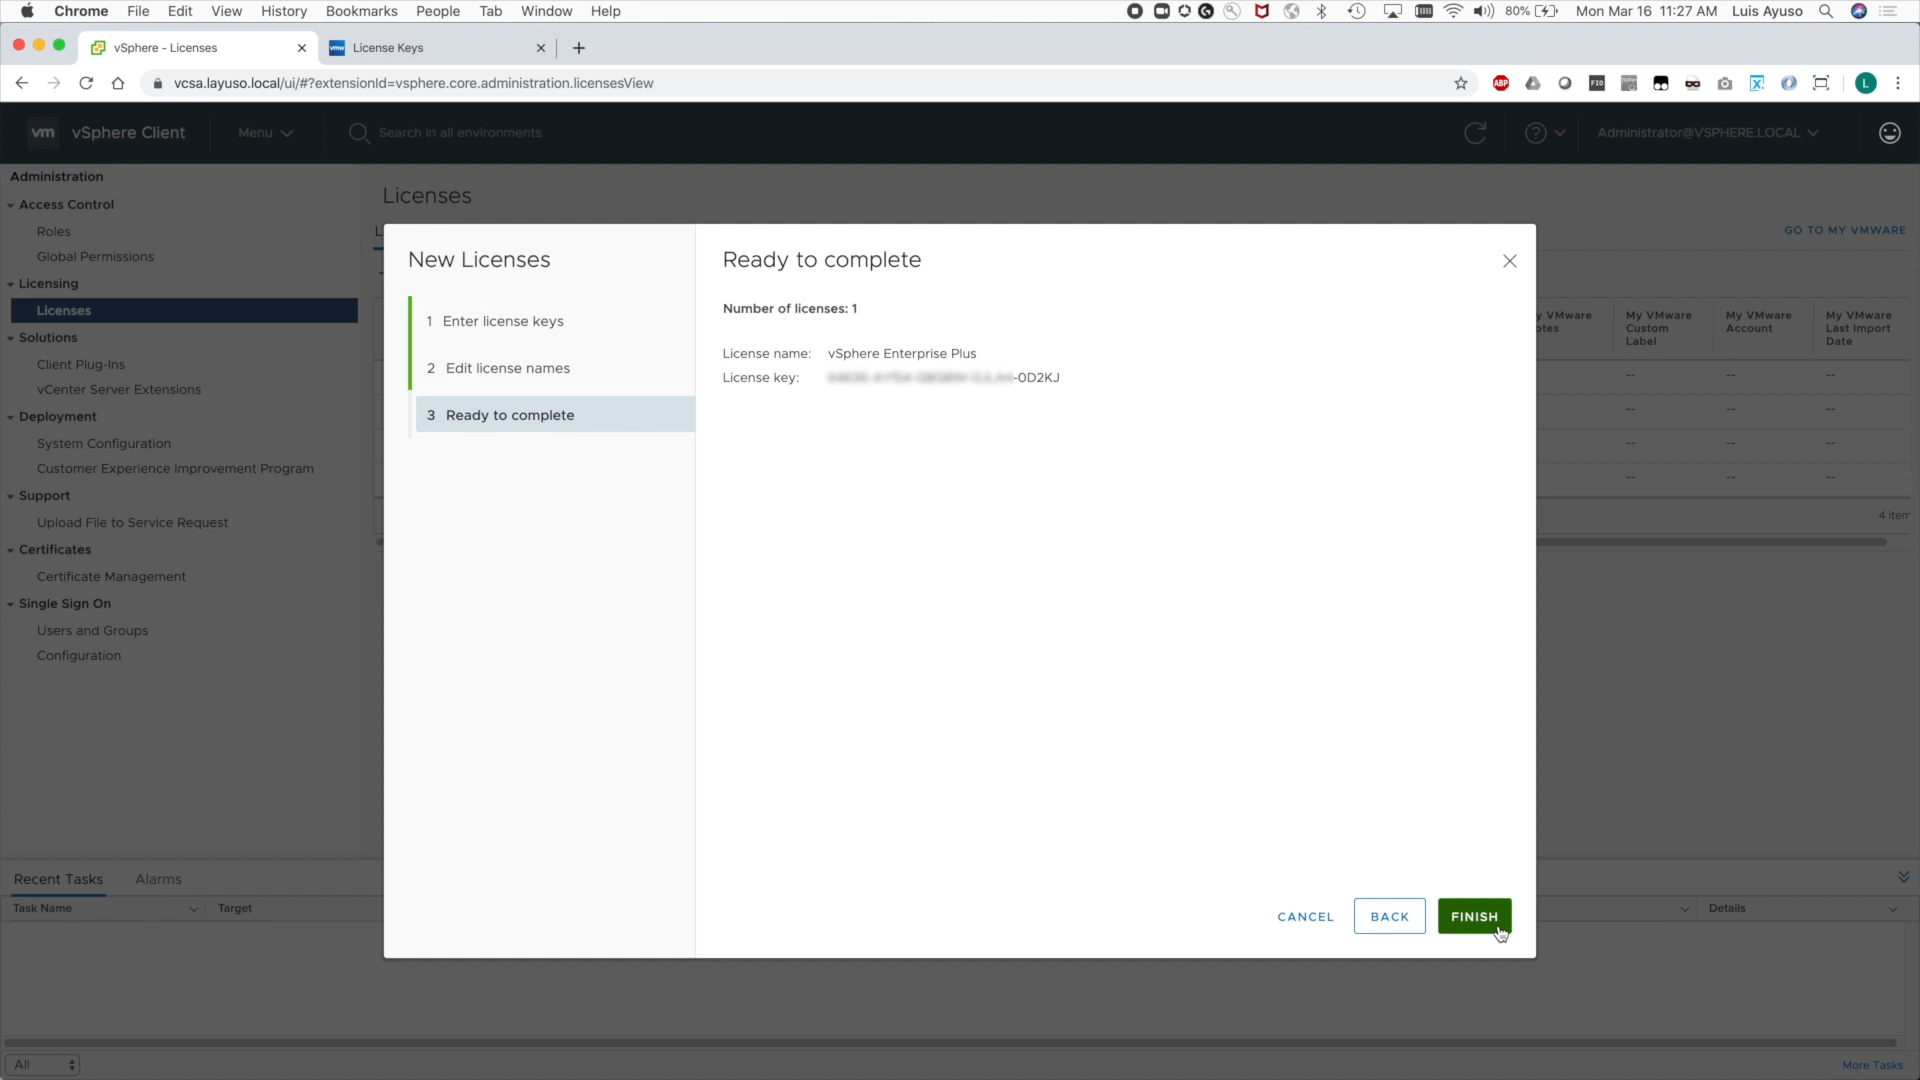 Chrome File Edit View History Bookmarks People Tab Window Help 80% Mon Mar 16 11:27 AM Luis Ayuso
vSphere - Licenses
License Keys
vcsa.layuso.local/ui/#?extensionId=vsphere.core.administration.licensesView
ABP
FIO
L
vm vSphere Client Menu Search in all environments Administrator@VSPHERE.LOCAL
Administration
Access Control
Roles
Global Permissions
Licensing
Licenses
Solutions
Client Plug-Ins
vCenter Server Extensions
Deployment
System Configuration
Customer Experience Improvement Program
Support
Upload File to Service Request
Certificates
Certificate Management
Single Sign On
Users and Groups
Configuration
Licenses
GO TO MY VMWARE
New Licenses
1 Enter license keys
2 Edit license names
3 Ready to complete
Ready to complete
Number of licenses: 1
License name: vSphere Enterprise Plus
License key: -0D2KJ
CANCEL BACK FINISH
VMware
My VMware
Custom
Label
My VMware
Account
My VMware
Last Import
Date
-- -- --
-- -- --
-- -- --
-- -- --
4 item
Recent Tasks Alarms
Task Name Target Details
All
More Tasks